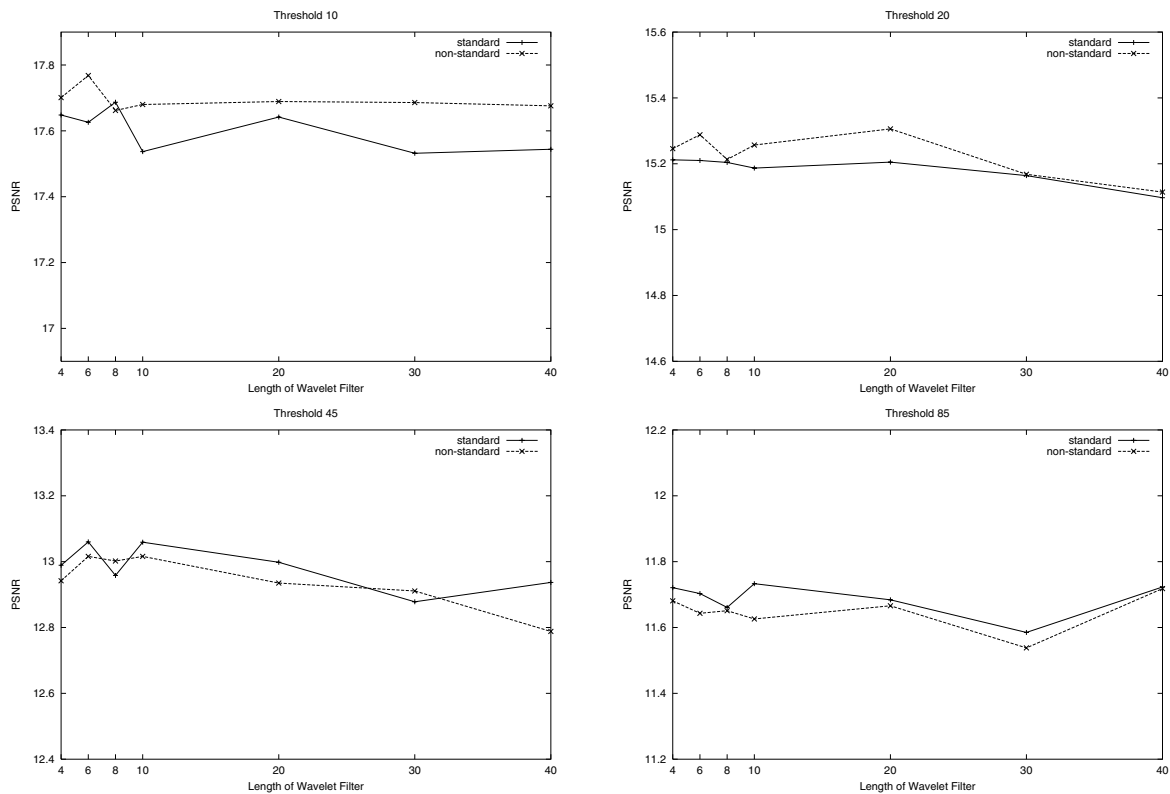 Threshold 10
standard
non-standard
17.8
17.6
17.4
17.2
17
PSNR
4 6 8 10 20 30 40
Length of Wavelet Filter
Threshold 20
standard
non-standard
15.6
15.4
15.2
15
14.8
14.6
PSNR
4 6 8 10 20 30 40
Length of Wavelet Filter
Threshold 45
standard
non-standard
13.4
13.2
13
12.8
12.6
12.4
PSNR
4 6 8 10 20 30 40
Length of Wavelet Filter
Threshold 85
standard
non-standard
12.2
12
11.8
11.6
11.4
11.2
PSNR
4 6 8 10 20 30 40
Length of Wavelet Filter